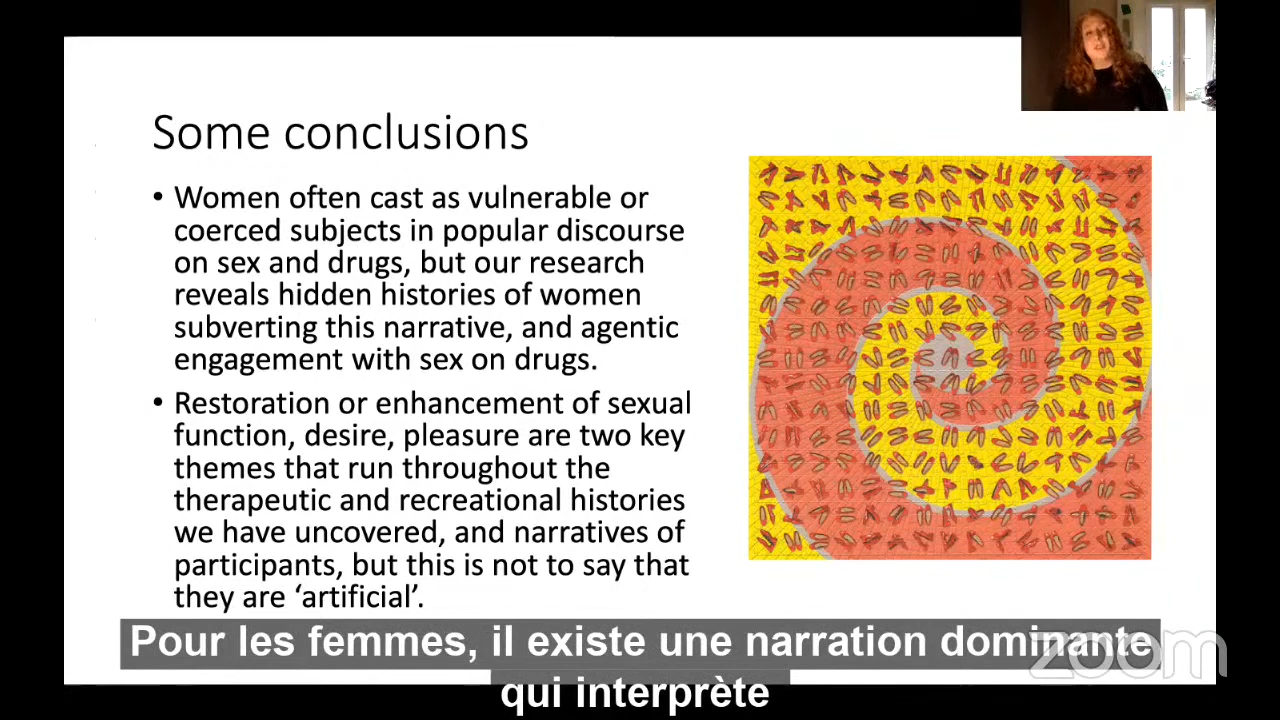 Some conclusions
• Women often cast as vulnerable or
coerced subjects in popular discourse
on sex and drugs, but our research
reveals hidden histories of women
subverting this narrative, and agentic
engagement with sex on drugs.
• Restoration or enhancement of sexual
function, desire, pleasure are two key
themes that run throughout the
therapeutic and recreational histories
we have uncovered, and narratives of
participants, but this is not to say that
they are ‘artificial’.
Pour les femmes, il existe une narration dominante
qui interprète
zoom